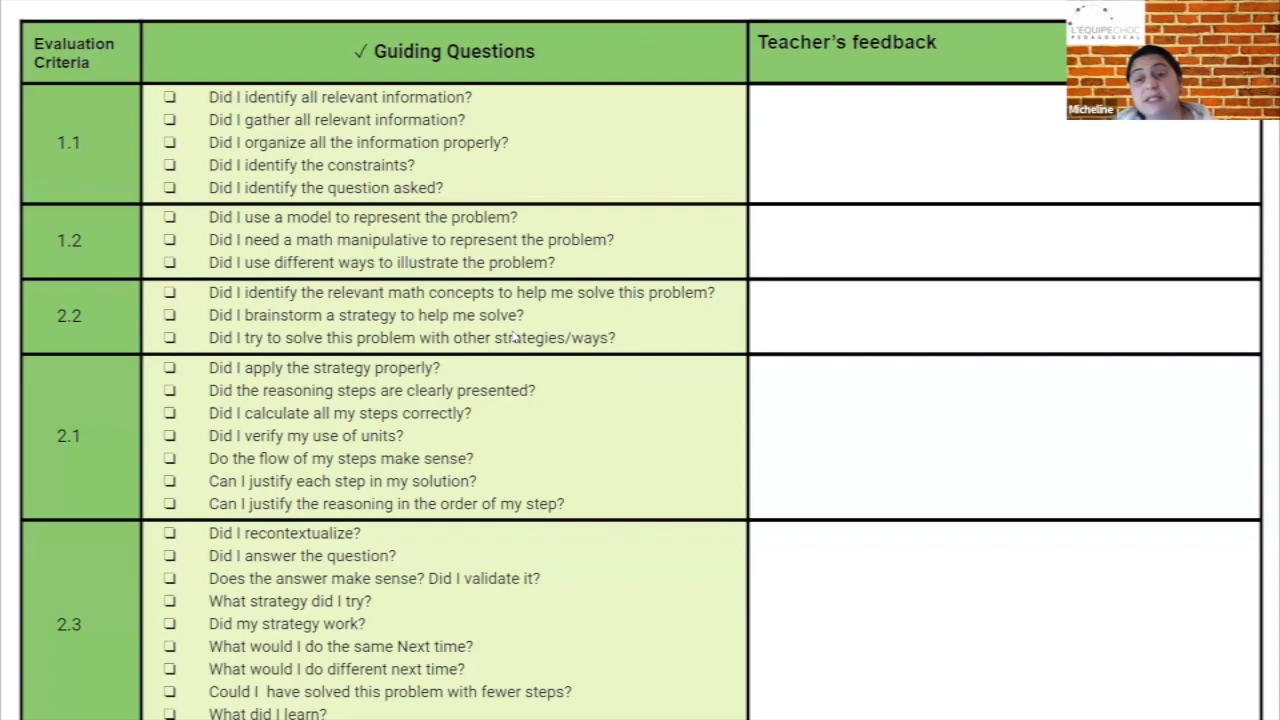 Evaluation
Criteria
✓ Guiding Questions
Teacher's feedback
L'ÉQUIPECHOC
PEDAGOGICAL
Micheline
1.1
Did I identify all relevant information?
Did I gather all relevant information?
Did I organize all the information properly?
Did I identify the constraints?
Did I identify the question asked?
1.2
Did I use a model to represent the problem?
Did I need a math manipulative to represent the problem?
Did I use different ways to illustrate the problem?
2.2
Did I identify the relevant math concepts to help me solve this problem?
Did I brainstorm a strategy to help me solve?
Did I try to solve this problem with other strategies/ways?
2.1
Did I apply the strategy properly?
Did the reasoning steps are clearly presented?
Did I calculate all my steps correctly?
Did I verify my use of units?
Do the flow of my steps make sense?
Can I justify each step in my solution?
Can I justify the reasoning in the order of my step?
2.3
Did I recontextualize?
Did I answer the question?
Does the answer make sense? Did I validate it?
What strategy did I try?
Did my strategy work?
What would I do the same Next time?
What would I do different next time?
Could I have solved this problem with fewer steps?
What did I learn?